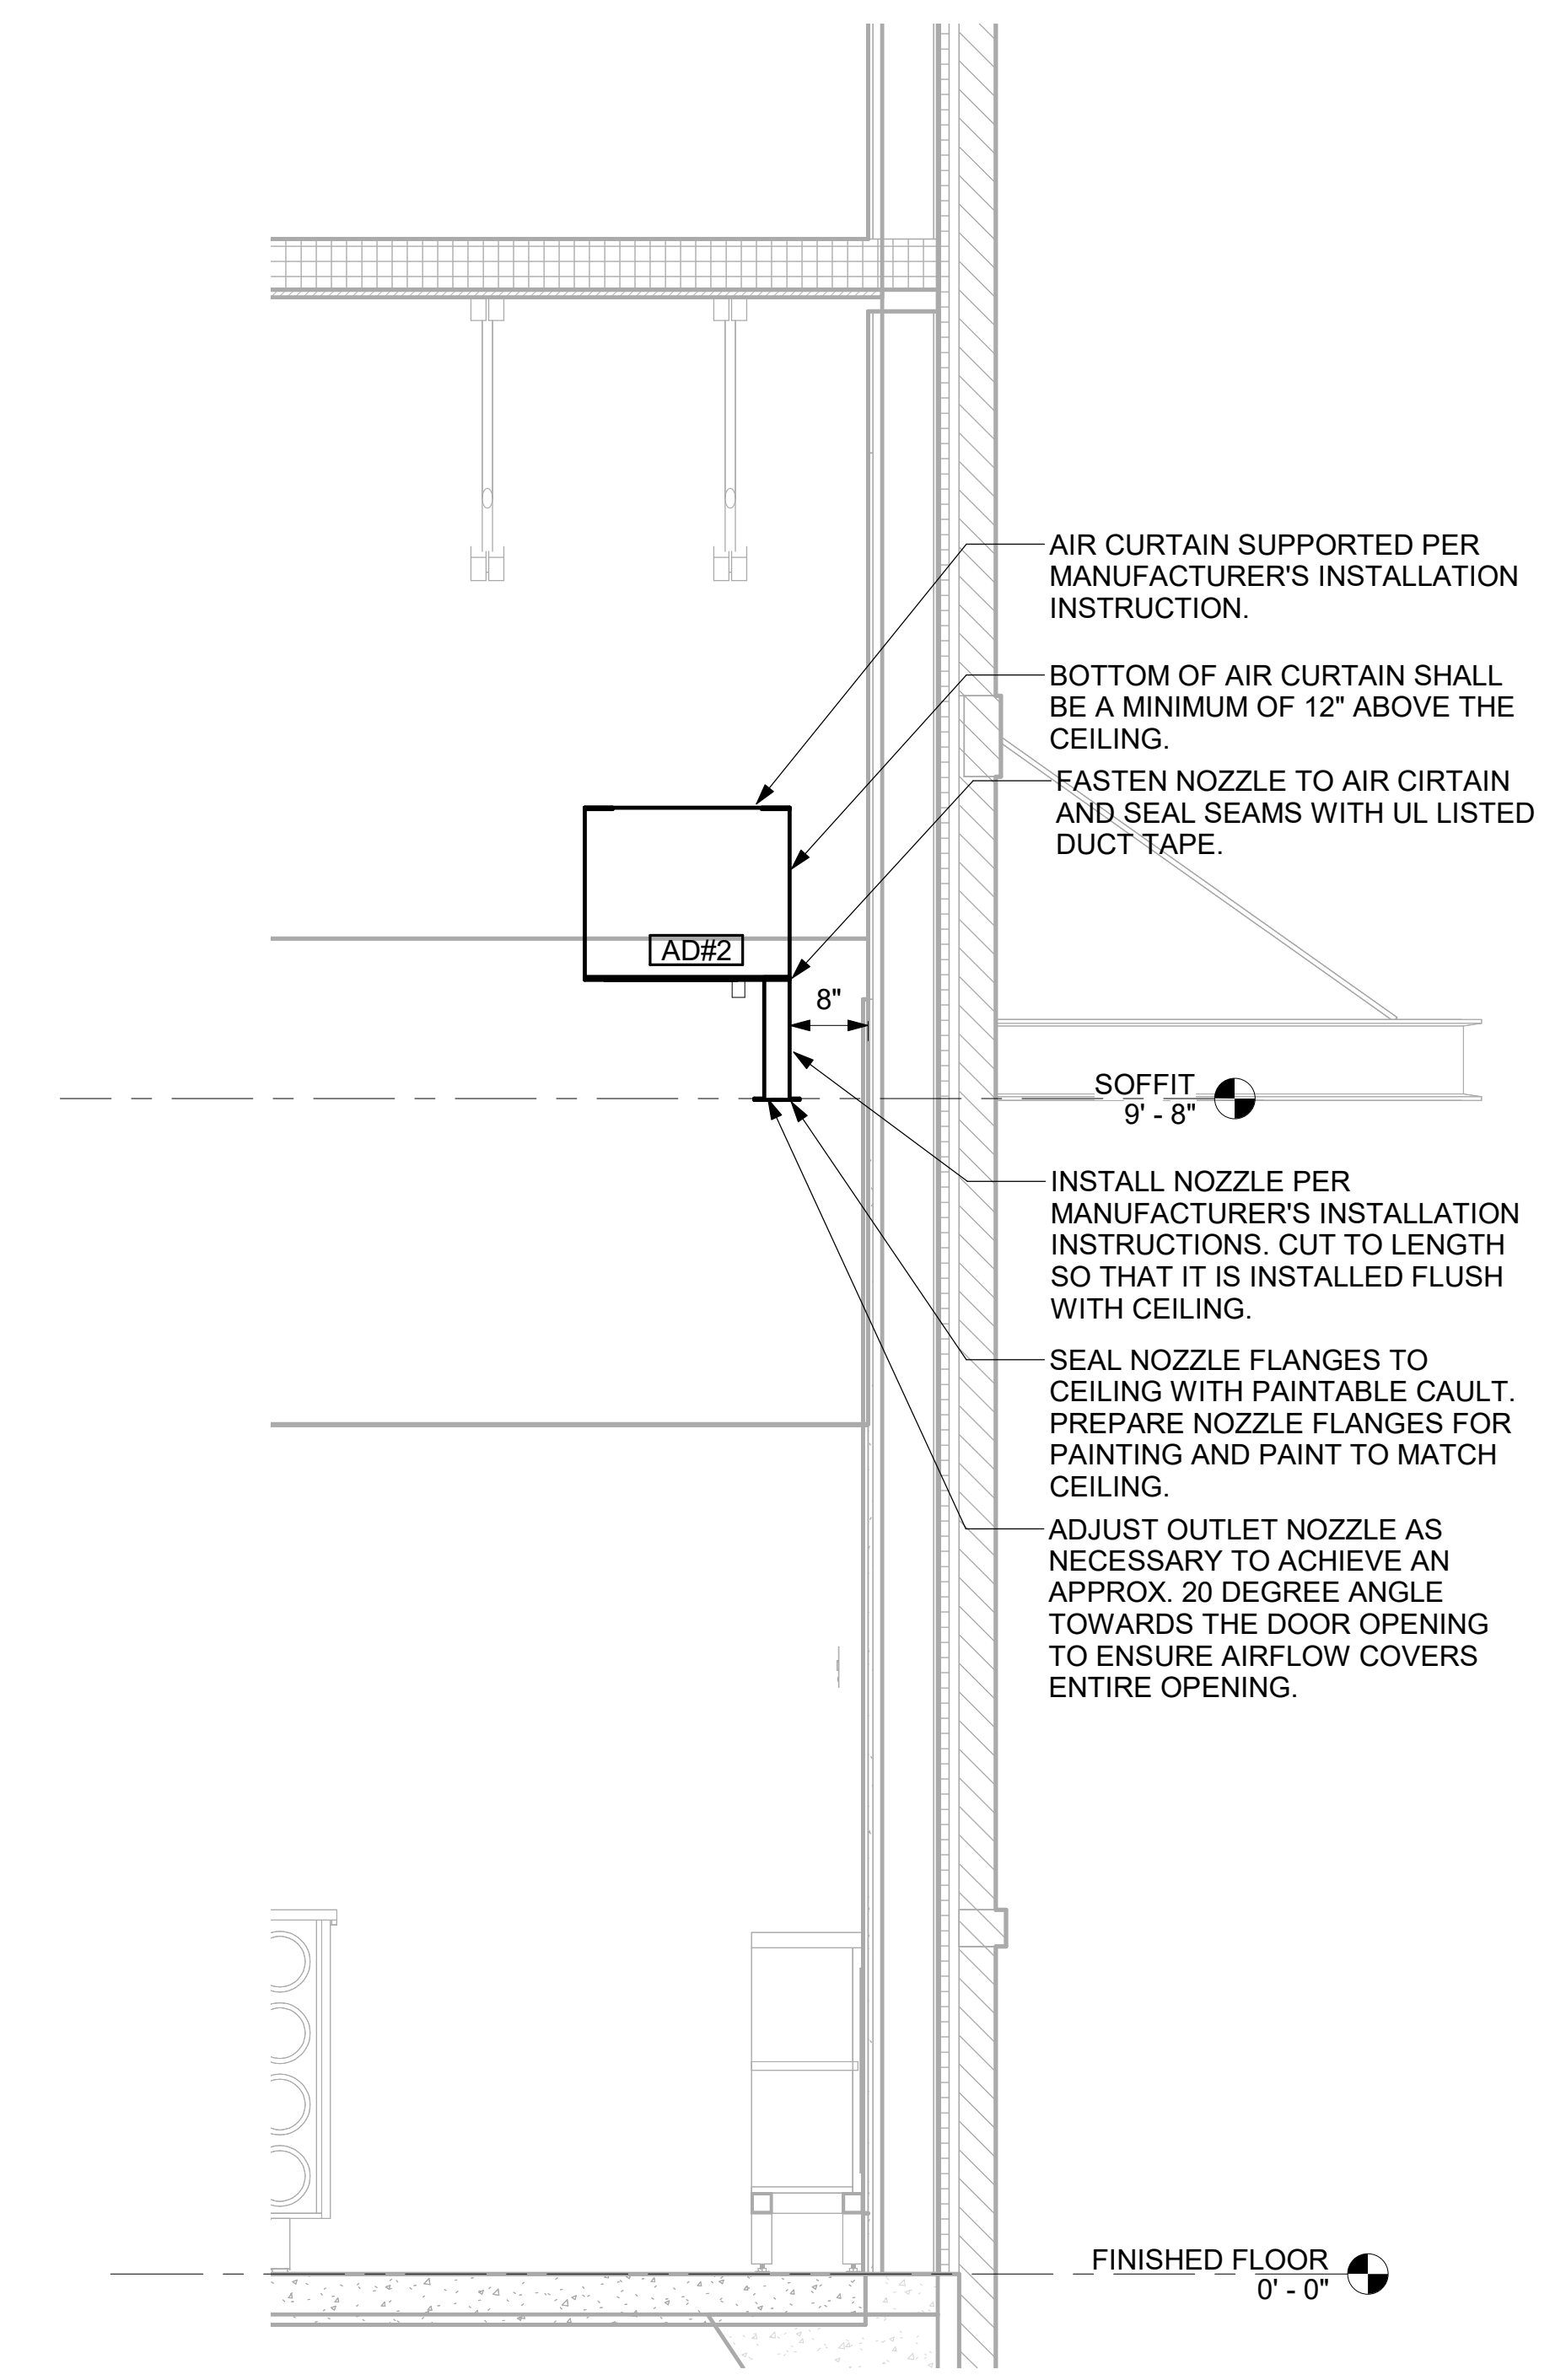 AIR CURTAIN SUPPORTED PER
MANUFACTURER'S INSTALLATION
INSTRUCTION.
BOTTOM OF AIR CURTAIN SHALL
BE A MINIMUM OF 12" ABOVE THE
CEILING.
FASTEN NOZZLE TO AIR CIRTAIN
AND SEAL SEAMS WITH UL LISTED
DUCT TAPE.
AD#2
8"
SOFFIT
9' - 8"
INSTALL NOZZLE PER
MANUFACTURER'S INSTALLATION
INSTRUCTIONS. CUT TO LENGTH
SO THAT IT IS INSTALLED FLUSH
WITH CEILING.
SEAL NOZZLE FLANGES TO
CEILING WITH PAINTABLE CAULT.
PREPARE NOZZLE FLANGES FOR
PAINTING AND PAINT TO MATCH
CEILING.
ADJUST OUTLET NOZZLE AS
NECESSARY TO ACHIEVE AN
APPROX. 20 DEGREE ANGLE
TOWARDS THE DOOR OPENING
TO ENSURE AIRFLOW COVERS
ENTIRE OPENING.
FINISHED FLOOR
0' - 0"